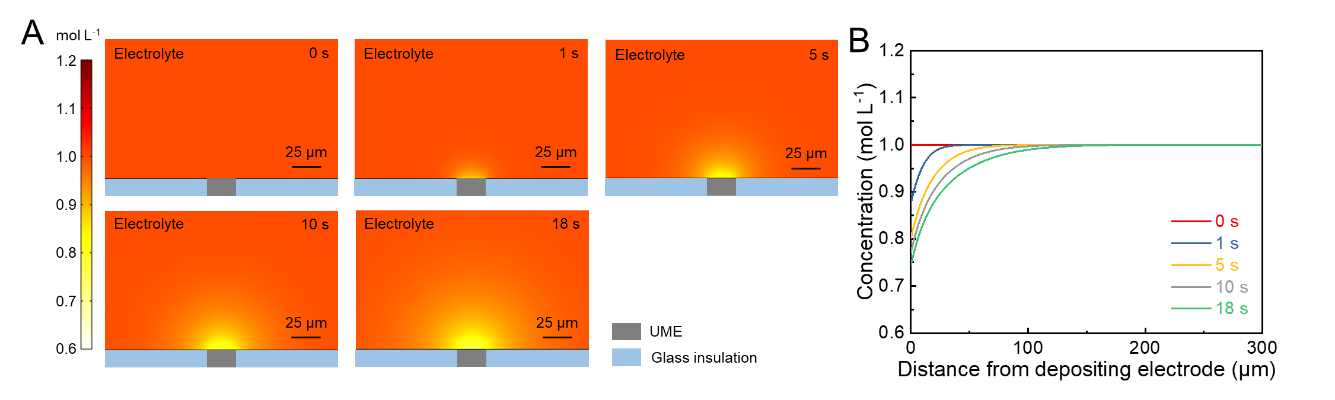 A
mol L-1
1.2
1.1
1.0
0.9
0.8
0.7
0.6
Electrolyte 0 s
25 μm
Electrolyte 1 s
25 μm
Electrolyte 5 s
25 μm
Electrolyte 10 s
25 μm
Electrolyte 18 s
25 μm
UME
Glass insulation
B
Concentration (mol L-1)
1.2
1.1
1.0
0.9
0.8
0.7
0.6
0 s
1 s
5 s
10 s
18 s
0 100 200 300
Distance from depositing electrode (μm)